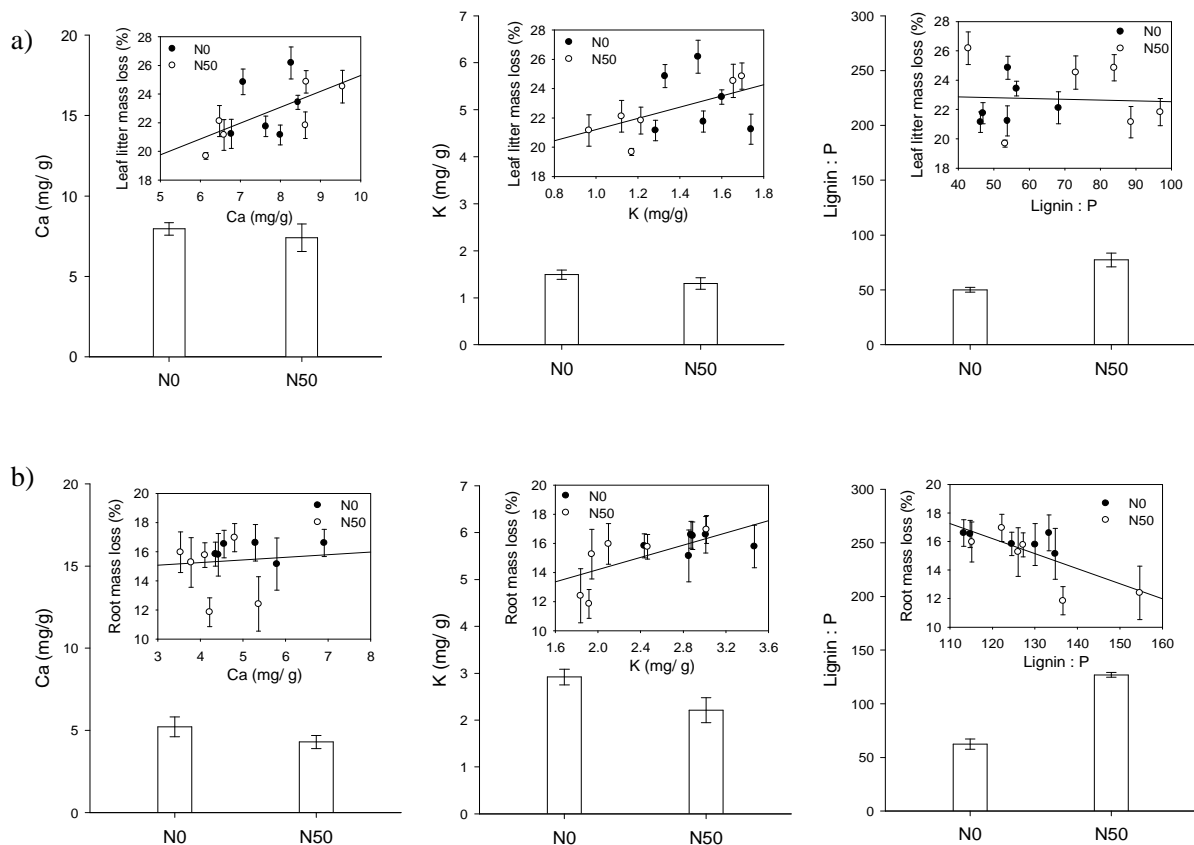 a)
Ca (mg/ g)
20
15
10
5
0
N0
N50
Leaf litter mass loss (%)
28
26
24
22
20
18
N0
N50
5 6 7 8 9 10
Ca (mg/g)
K (mg/ g)
7
6
5
4
3
2
1
0
N0
N50
Leaf litter mass loss (%)
28
26
24
22
20
18
N0
N50
0.8 1.0 1.2 1.4 1.6 1.8
K (mg/g)
Lignin : P
300
250
200
150
100
50
0
N0
N50
Leaf litter mass loss (%)
28
26
24
22
20
18
N0
N50
40 50 60 70 80 90 100
Lignin : P
b)
Ca (mg/g)
20
15
10
5
0
N0
N50
Root mass loss (%)
20
18
16
14
12
10
N0
N50
3 4 5 6 7 8
Ca (mg/ g)
K (mg/ g)
7
6
5
4
3
2
1
0
N0
N50
Root mass loss (%)
20
18
16
14
12
10
N0
N50
1.6 2.0 2.4 2.8 3.2 3.6
K (mg/ g)
Lignin : P
300
250
200
150
100
50
0
N0
N50
Root mass loss (%)
20
18
16
14
12
10
N0
N50
110 120 130 140 150 160
Lignin : P